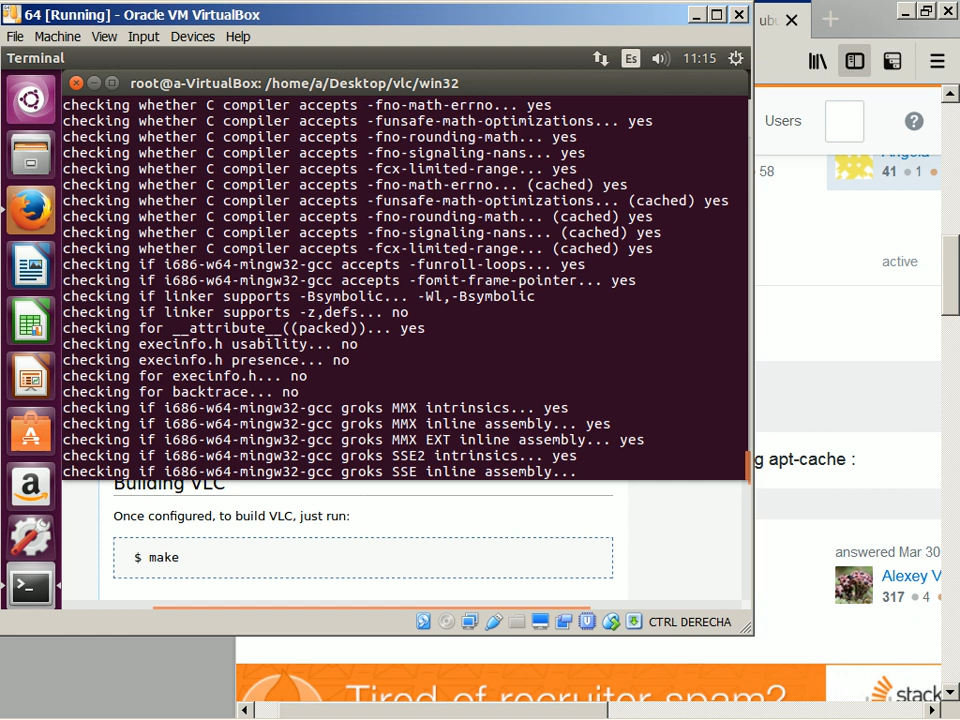 64 [Running] - Oracle VM VirtualBox
File Machine View Input Devices Help
Terminal
Es
11:15
root@a-VirtualBox: /home/a/Desktop/vlc/win32
checking whether C compiler accepts -fno-math-errno... yes
checking whether C compiler accepts -funsafe-math-optimizations... yes
checking whether C compiler accepts -fno-rounding-math... yes
checking whether C compiler accepts -fno-signaling-nans... yes
checking whether C compiler accepts -fcx-limited-range... yes
checking whether C compiler accepts -fno-math-errno... (cached) yes
checking whether C compiler accepts -funsafe-math-optimizations... (cached) yes
checking whether C compiler accepts -fno-rounding-math... (cached) yes
checking whether C compiler accepts -fno-signaling-nans... (cached) yes
checking whether C compiler accepts -fcx-limited-range... (cached) yes
checking if i686-w64-mingw32-gcc accepts -funroll-loops... yes
checking if i686-w64-mingw32-gcc accepts -fomit-frame-pointer... yes
checking if linker supports -Bsymbolic... -Wl,-Bsymbolic
checking if linker supports -z,defs... no
checking for __attribute__((packed))... yes
checking execinfo.h usability... no
checking execinfo.h presence... no
checking for execinfo.h... no
checking for backtrace... no
checking if i686-w64-mingw32-gcc groks MMX intrinsics... yes
checking if i686-w64-mingw32-gcc groks MMX inline assembly... yes
checking if i686-w64-mingw32-gcc groks MMX EXT inline assembly... yes
checking if i686-w64-mingw32-gcc groks SSE2 intrinsics... yes
checking if i686-w64-mingw32-gcc groks SSE inline assembly...
Building VLC
Once configured, to build VLC, just run:
$ make
CTRL DERECHA
ubu
Users
58
41 1
active
g apt-cache :
answered Mar 30
Alexey V
317 4
Tired of recruiter spam?
stack